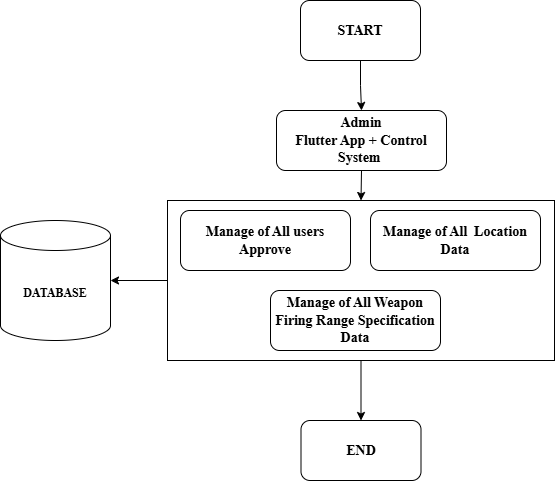 START
Admin
Flutter App + Control
System
Manage of All users
Approve
Manage of All Location
Data
DATABASE
Manage of All Weapon
Firing Range Specification
Data
END